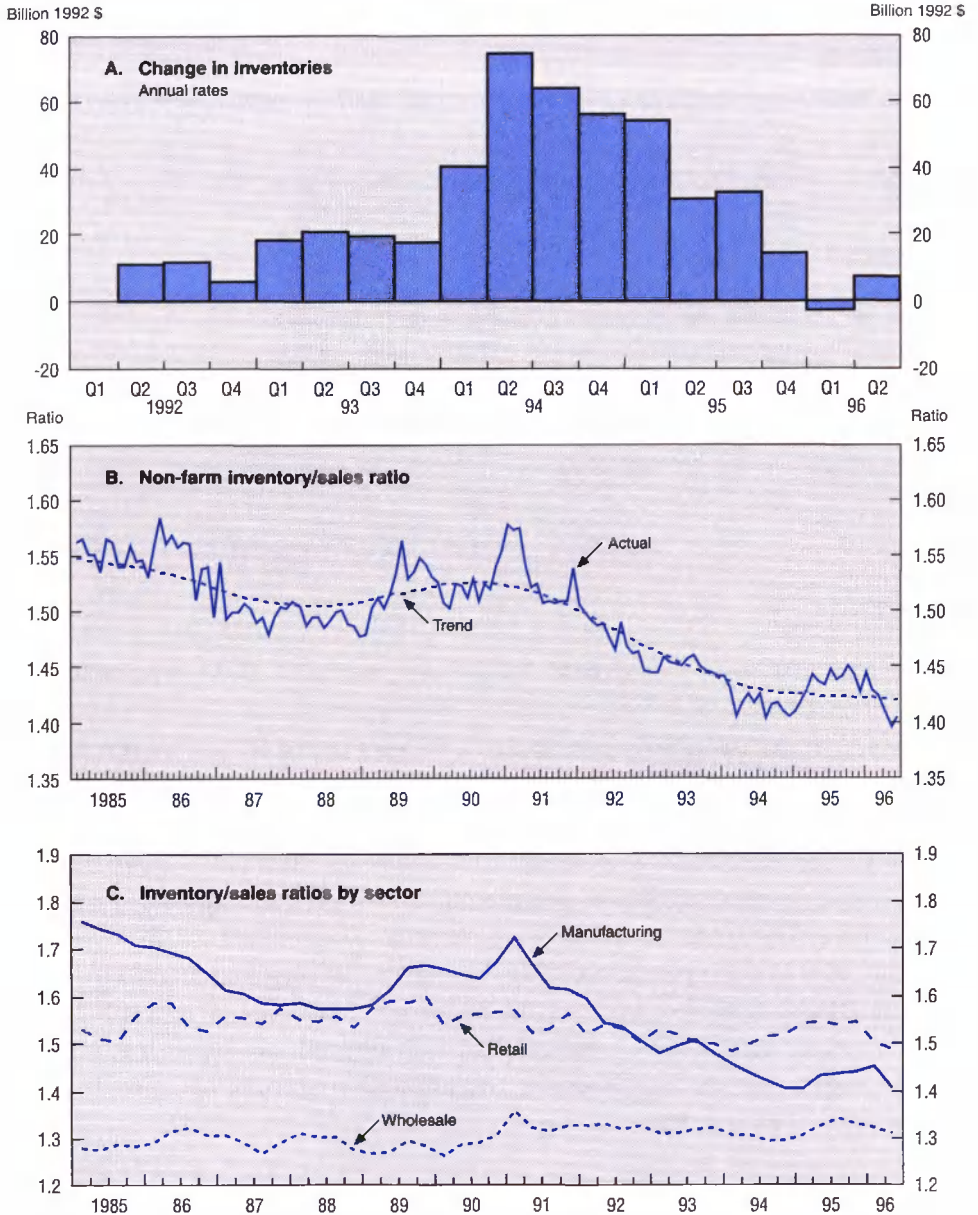 Billion 1992 $ Billion 1992 $
80 80
A. Change in inventories
Annual rates
60 60
40 40
20 20
0 0
-20 -20
Q1 Q2 Q3 Q4 Q1 Q2 Q3 Q4 Q1 Q2 Q3 Q4 Q1 Q2 Q3 Q4 Q1 Q2
1992 93 94 95 96
Ratio Ratio
1.65 1.65
B. Non-farm inventory/sales ratio
1.60 1.60
Actual
1.55 1.55
1.50 1.50
Trend
1.45 1.45
1.40 1.40
1.35 1.35
1985 86 87 88 89 90 91 92 93 94 95 96
1.9 1.9
C. Inventory/sales ratios by sector
1.8 1.8
Manufacturing
1.7 1.7
1.6 1.6
1.5 1.5
Retail
1.4 1.4
Wholesale
1.3 1.3
1.2 1.2
1985 86 87 88 89 90 91 92 93 94 95 96